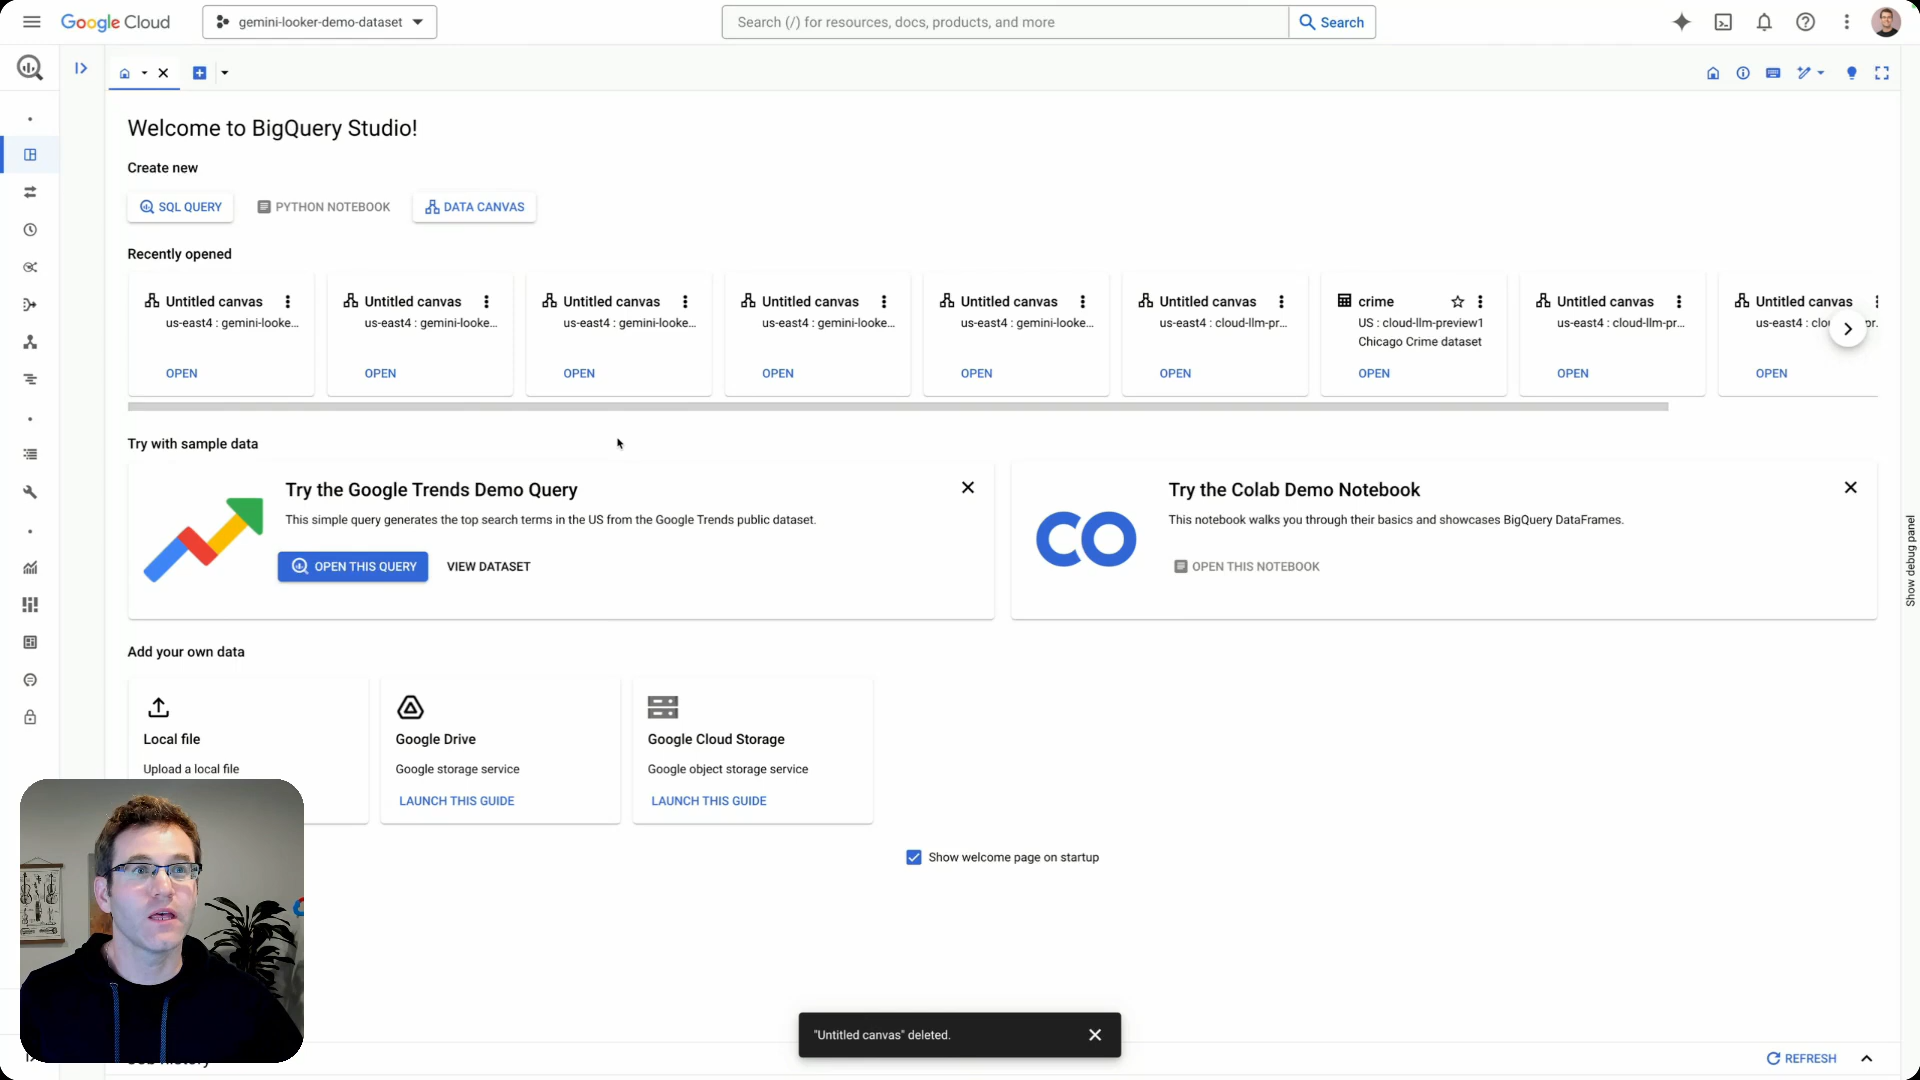 Google Cloud
gemini-looker-demo-dataset
Search (/) for resources, docs, products, and more
Search
Welcome to BigQuery Studio!
Create new
SQL QUERY
PYTHON NOTEBOOK
DATA CANVAS
Recently opened
Untitled canvas
us-east4 : gemini-looke...
OPEN
Untitled canvas
us-east4 : gemini-looke...
OPEN
Untitled canvas
us-east4 : gemini-looke...
OPEN
Untitled canvas
us-east4 : gemini-looke...
OPEN
Untitled canvas
us-east4 : gemini-looke...
OPEN
Untitled canvas
us-east4 : cloud-llm-pr...
OPEN
crime
US : cloud-llm-preview1
Chicago Crime dataset
OPEN
Untitled canvas
us-east4 : cloud-llm-pr...
OPEN
Untitled canvas
us-east4 :
OPEN
Try with sample data
Try the Google Trends Demo Query
This simple query generates the top search terms in the US from the Google Trends public dataset.
OPEN THIS QUERY
VIEW DATASET
Try the Colab Demo Notebook
This notebook walks you through their basics and showcases BigQuery DataFrames.
OPEN THIS NOTEBOOK
Show debug panel
Add your own data
Local file
Upload a local file
Google Drive
Google storage service
LAUNCH THIS GUIDE
Google Cloud Storage
Google object storage service
LAUNCH THIS GUIDE
Show welcome page on startup
"Untitled canvas" deleted.
REFRESH